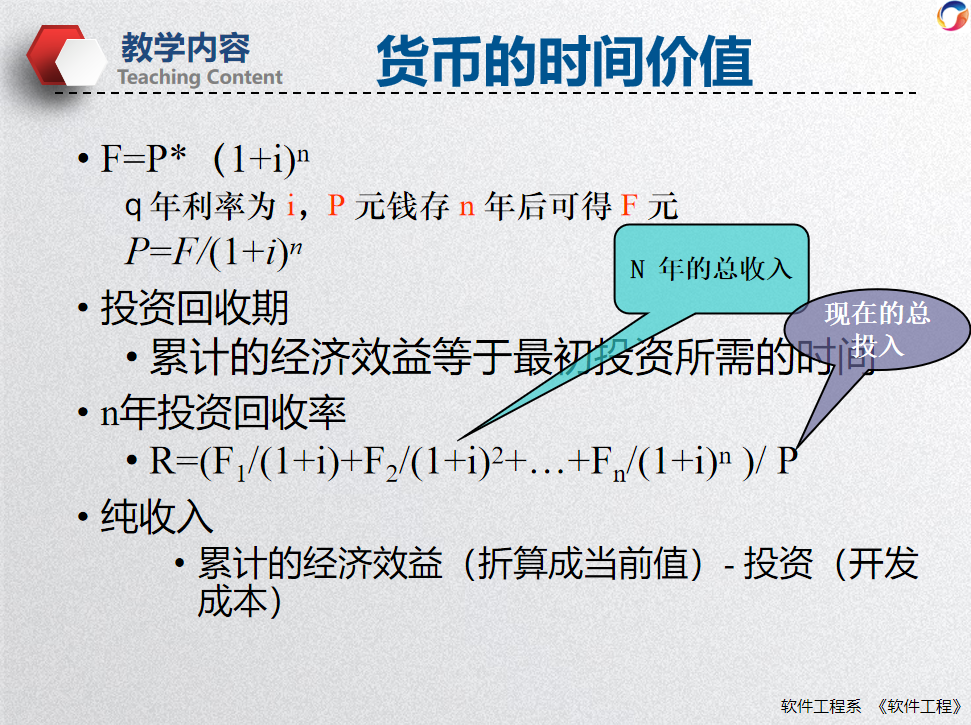 教学内容
Teaching Content
货币的时间价值
• F=P*（1+i)ⁿ
q 年利率为 i，P 元钱存 n 年后可得 F 元
P=F/(1+i)ⁿ
N 年的总收入
• 投资回收期
现在的总
投入
• 累计的经济效益等于最初投资所需的时间
• n年投资回收率
• R=(F₁/(1+i)+F₂/(1+i)²+…+Fₙ/(1+i)ⁿ )/ P
• 纯收入
• 累计的经济效益（折算成当前值）- 投资（开发
成本）
软件工程系 《软件工程》